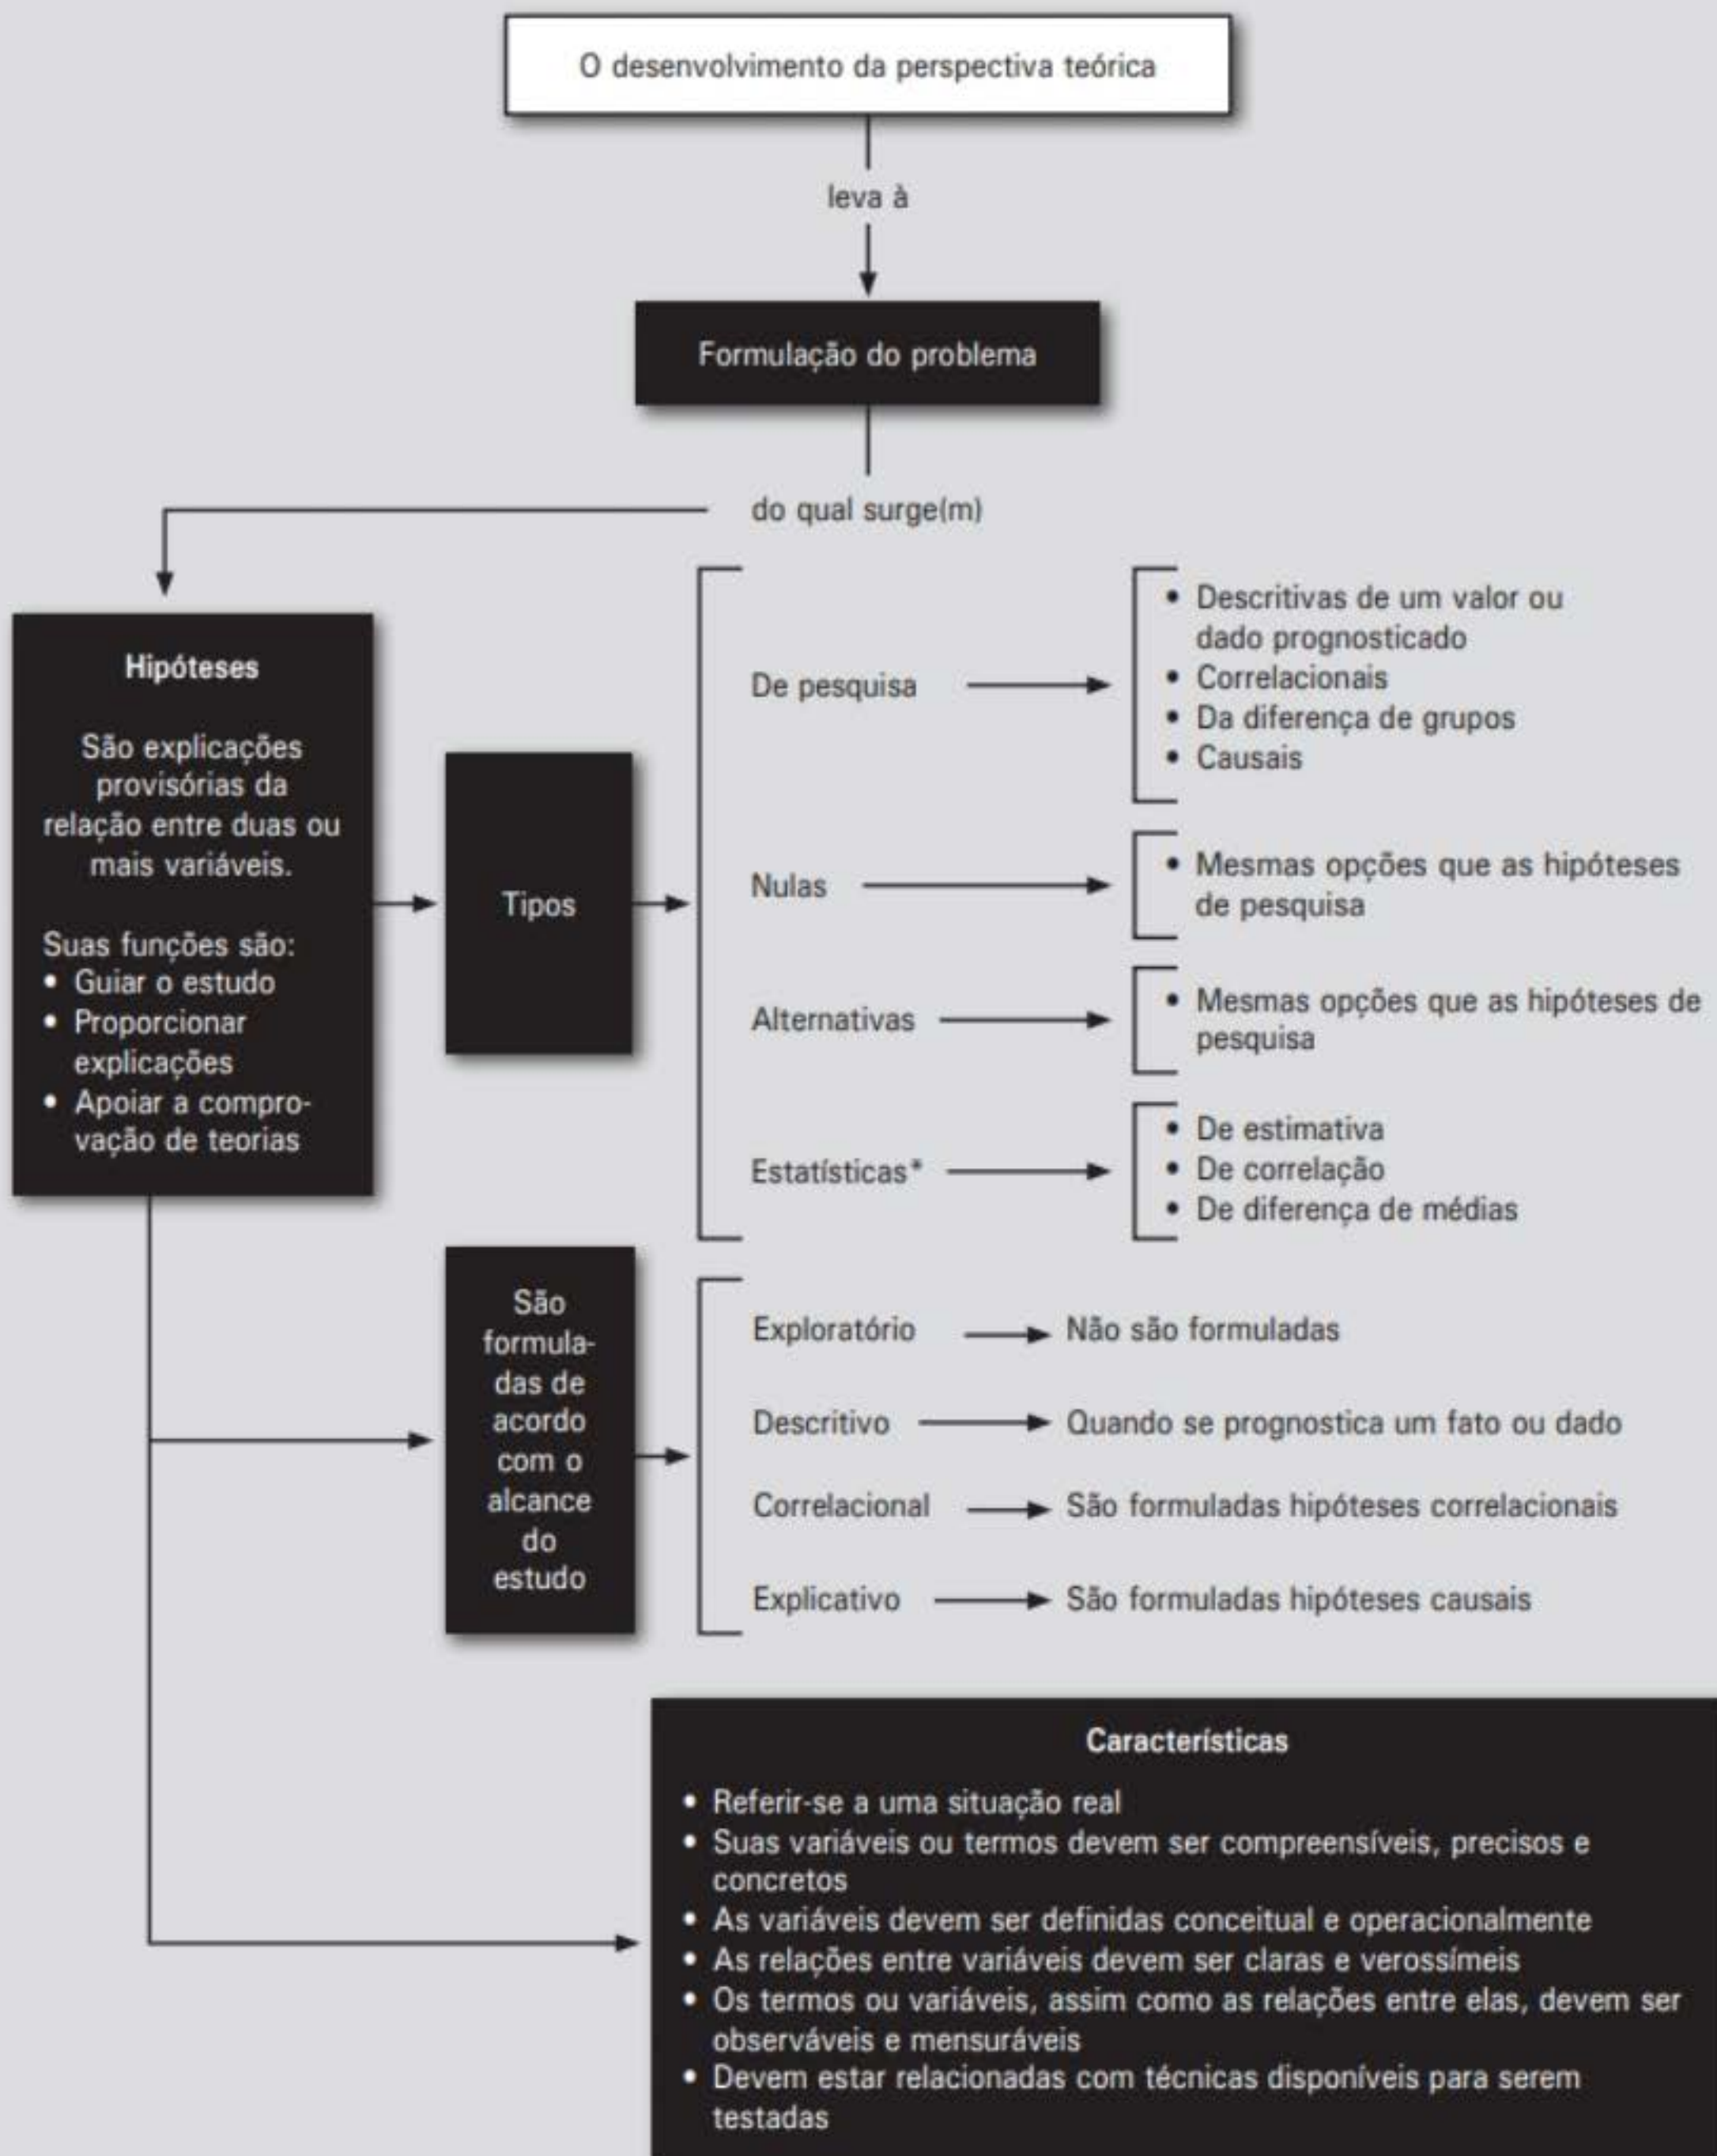 O desenvolvimento da perspectiva teórica
leva à
Formulação do problema
do qual surge(m)
Hipóteses
São explicações
provisórias da
relação entre duas ou
mais variáveis.
Suas funções são:
• Guiar o estudo
• Proporcionar
explicações
• Apoiar a compro-
vação de teorias
Tipos
De pesquisa
• Descritivas de um valor ou
dado prognosticado
• Correlacionais
• Da diferença de grupos
• Causais
Nulas
• Mesmas opções que as hipóteses
de pesquisa
Alternativas
• Mesmas opções que as hipóteses de
pesquisa
Estatísticas*
• De estimativa
• De correlação
• De diferença de médias
São
formula-
das de
acordo
com o
alcance
do
estudo
Exploratório
Não são formuladas
Descritivo
Quando se prognostica um fato ou dado
Correlacional
São formuladas hipóteses correlacionais
Explicativo
São formuladas hipóteses causais
Características
• Referir-se a uma situação real
• Suas variáveis ou termos devem ser compreensíveis, precisos e
concretos
• As variáveis devem ser definidas conceitual e operacionalmente
• As relações entre variáveis devem ser claras e verossímeis
• Os termos ou variáveis, assim como as relações entre elas, devem ser
observáveis e mensuráveis
• Devem estar relacionadas com técnicas disponíveis para serem
testadas